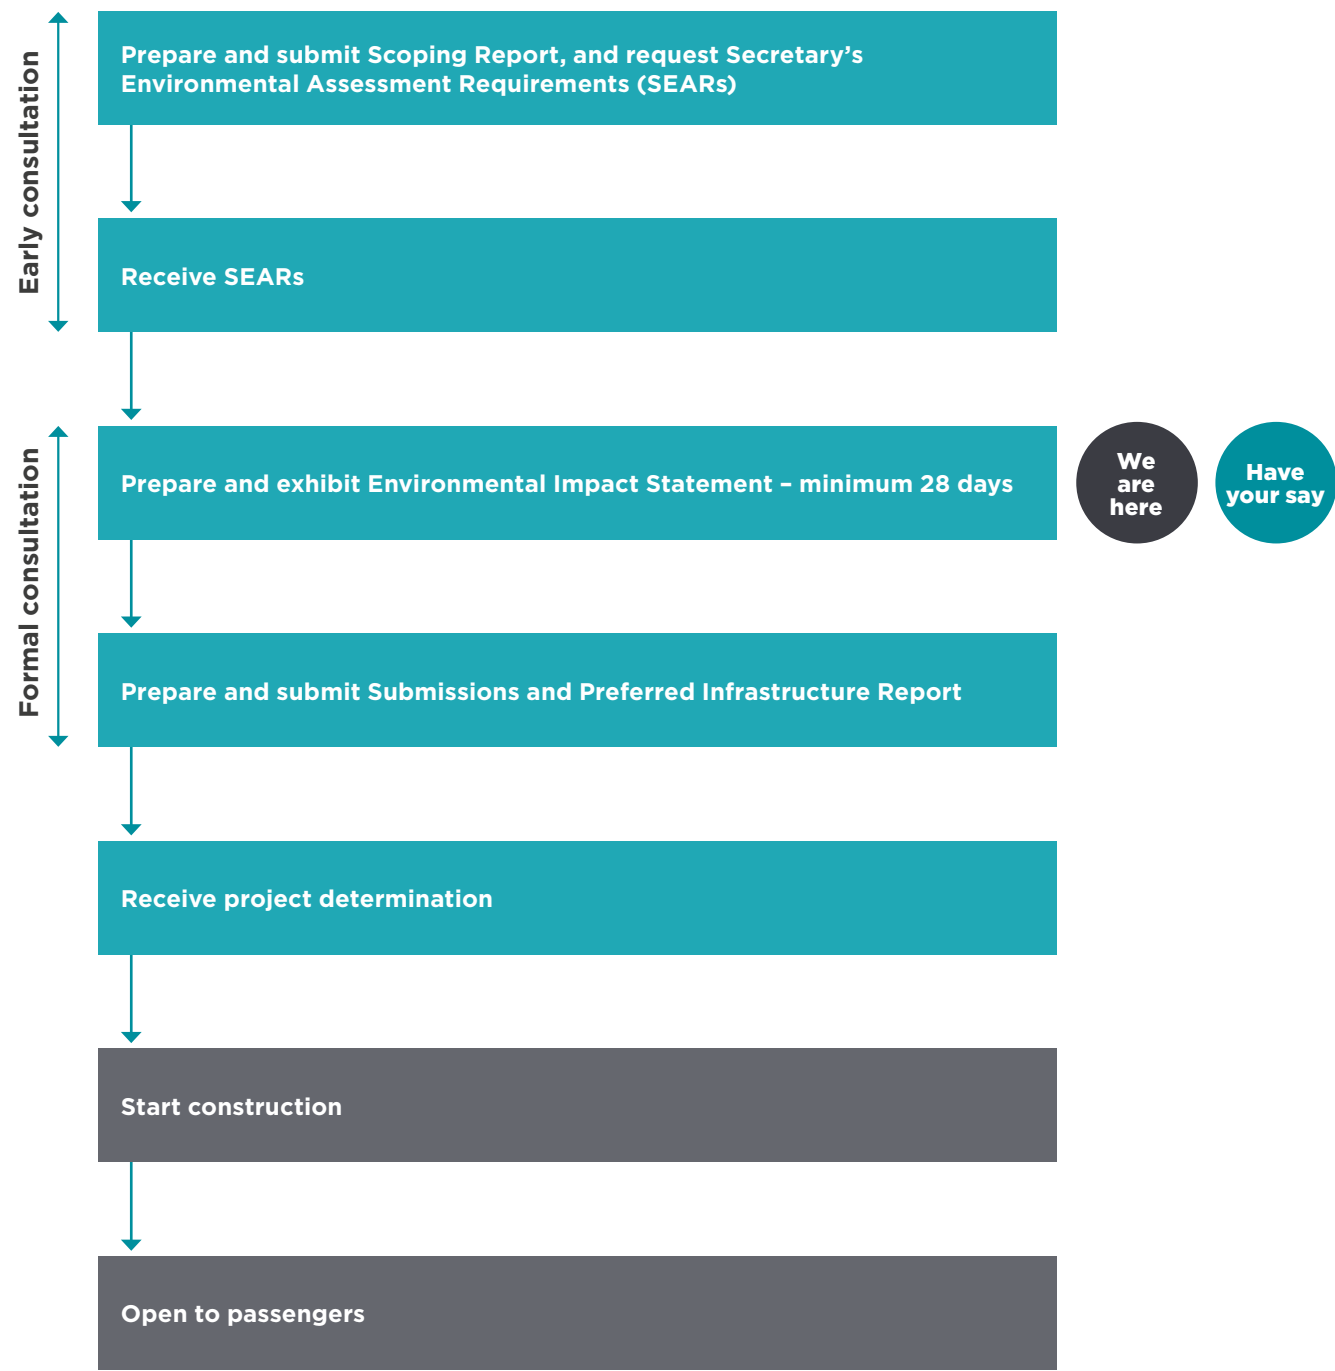 Early consultation
Prepare and submit Scoping Report, and request Secretary’s
Environmental Assessment Requirements (SEARs)
Receive SEARs
Formal consultation
Prepare and exhibit Environmental Impact Statement – minimum 28 days
We
are
here
Have
your say
Prepare and submit Submissions and Preferred Infrastructure Report
Receive project determination
Start construction
Open to passengers